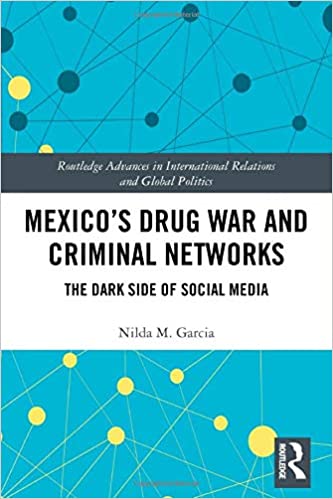 Routledge Advances in International Relations
and Global Politics
MEXICO'S DRUG WAR AND
CRIMINAL NETWORKS
THE DARK SIDE OF SOCIAL MEDIA
Nilda M. Garcia
ROUTLEDGE